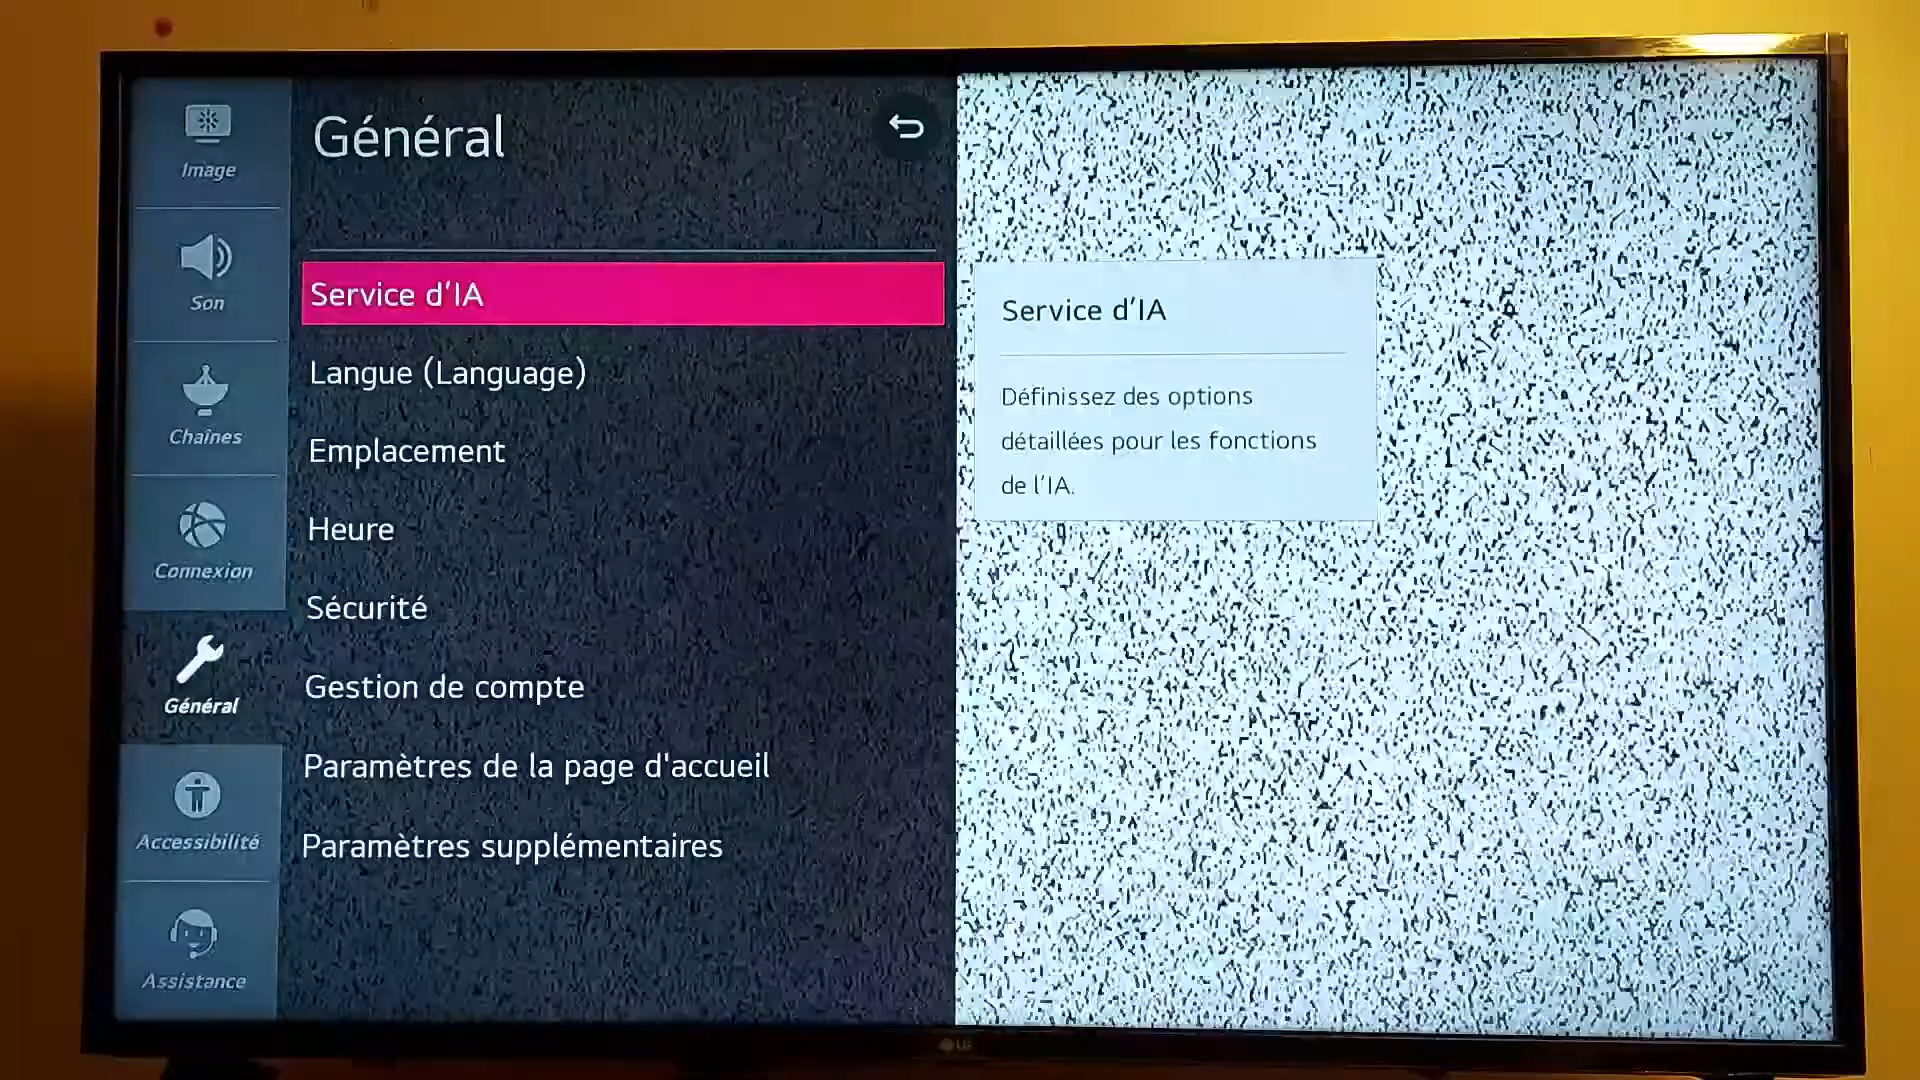 Image
Son
Chaînes
Connexion
Général
Accessibilité
Assistance
Général
Service d'IA
Langue (Language)
Emplacement
Heure
Sécurité
Gestion de compte
Paramètres de la page d'accueil
Paramètres supplémentaires
Service d'IA
Définissez des options
détaillées pour les fonctions
de l'IA.
LG